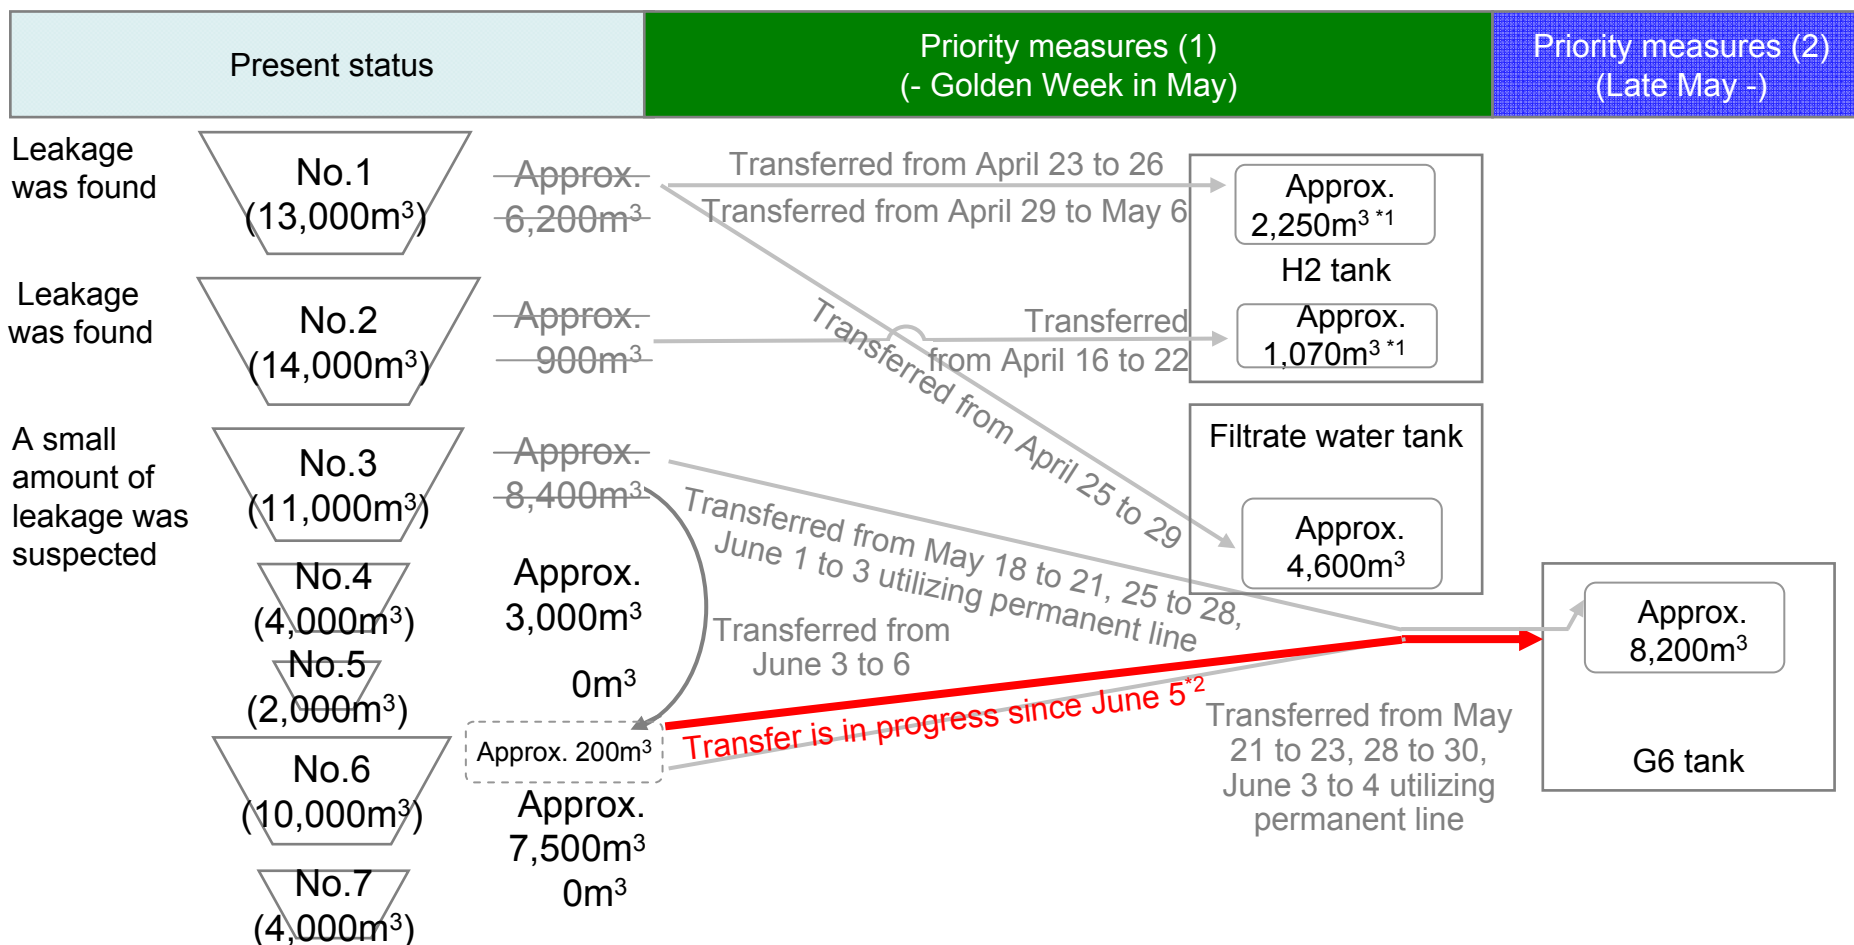 Present status
Priority measures (1)
(- Golden Week in May)
Priority measures (2)
(Late May -)
Leakage
was found
No.1
(13,000m³)
Approx.
6,200m³
Transferred from April 23 to 26
Transferred from April 29 to May 6
Approx.
2,250m³ *1
H2 tank
Leakage
was found
No.2
(14,000m³)
Approx.
900m³
Transferred
from April 16 to 22
Approx.
1,070m³ *1
Transferred from April 25 to 29
Filtrate water tank
Approx.
4,600m³
A small
amount of
leakage was
suspected
No.3
(11,000m³)
Approx.
8,400m³
Transferred from May 18 to 21, 25 to 28,
June 1 to 3 utilizing permanent line
No.4
(4,000m³)
Approx.
3,000m³
Transferred from
June 3 to 6
No.5
(2,000m³)
0m³
Approx. 200m³
Transfer is in progress since June 5*2
No.6
(10,000m³)
Approx.
7,500m³
Transferred from May
21 to 23, 28 to 30,
June 3 to 4 utilizing
permanent line
Approx.
8,200m³
G6 tank
No.7
(4,000m³)
0m³